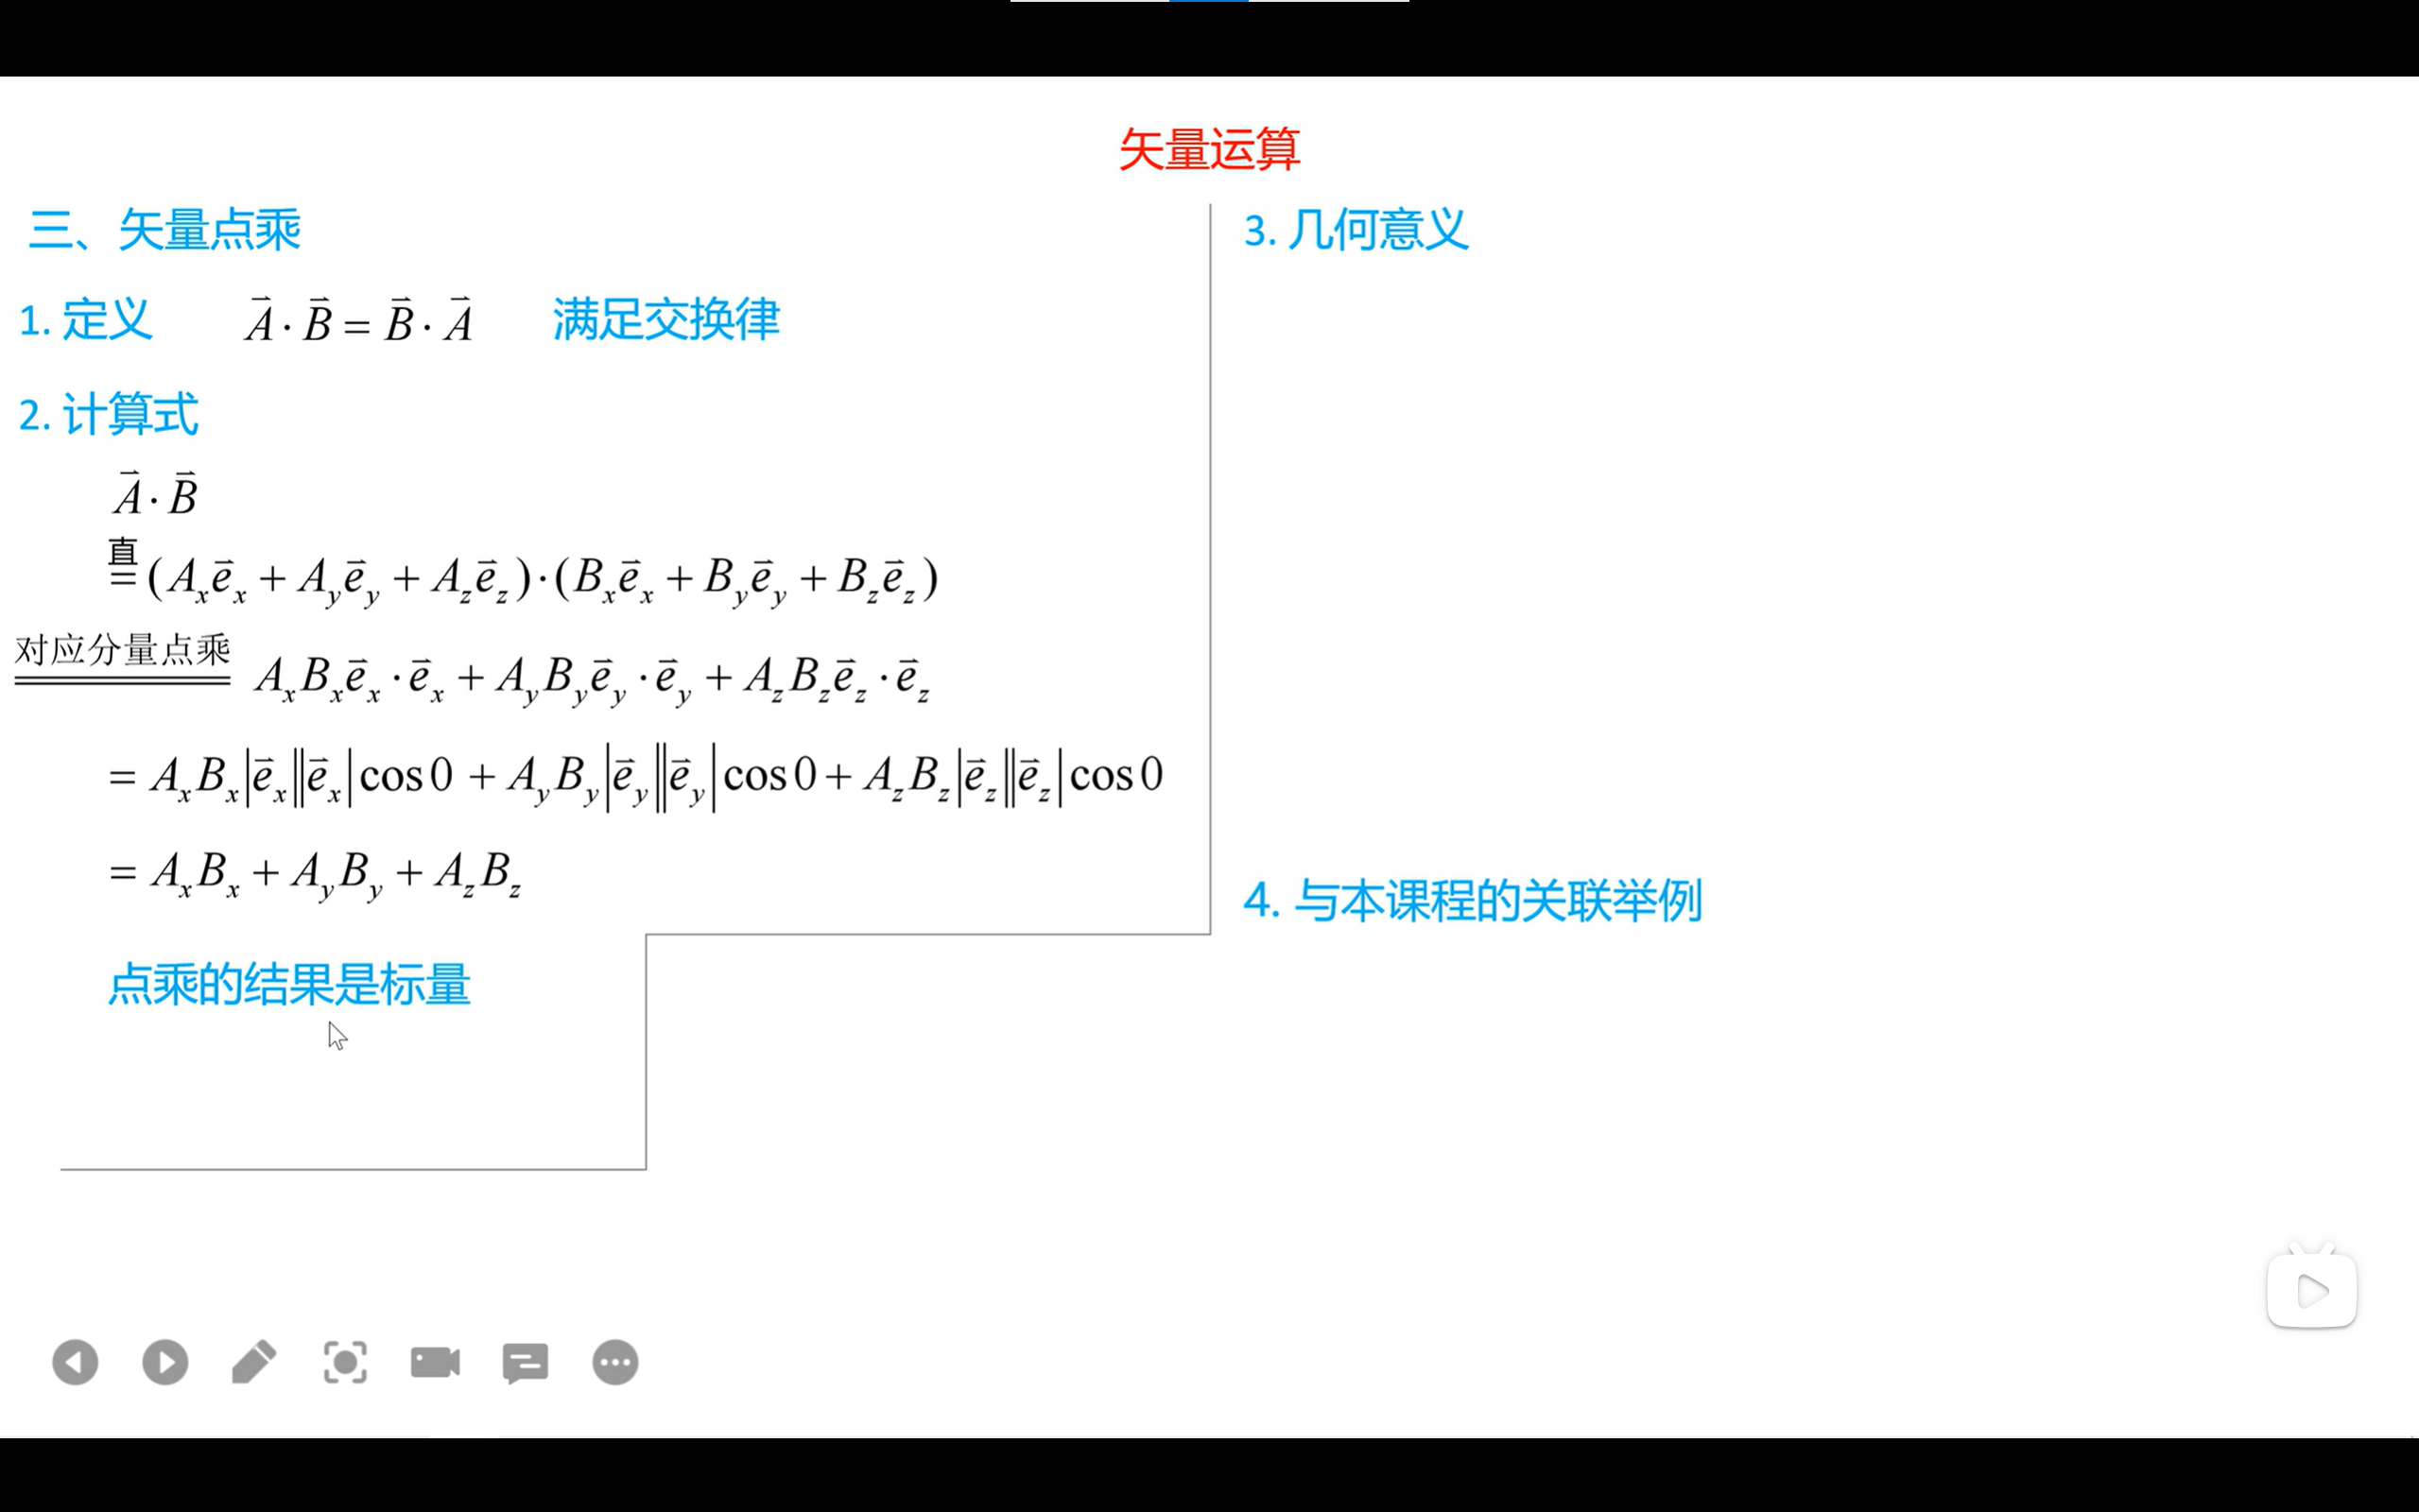 矢量运算
三、矢量点乘
1. 定义 $\vec{A}\cdot\vec{B}=\vec{B}\cdot\vec{A}$ 满足交换律
2. 计算式
$\vec{A}\cdot\vec{B}$
$\overset{直}{=}(A_x\vec{e}_x+A_y\vec{e}_y+A_z\vec{e}_z)\cdot(B_x\vec{e}_x+B_y\vec{e}_y+B_z\vec{e}_z)$
对应分量点乘 $A_xB_x\vec{e}_x\cdot\vec{e}_x+A_yB_y\vec{e}_y\cdot\vec{e}_y+A_zB_z\vec{e}_z\cdot\vec{e}_z$
$=A_xB_x|\vec{e}_x||\vec{e}_x|\cos 0+A_yB_y|\vec{e}_y||\vec{e}_y|\cos 0+A_zB_z|\vec{e}_z||\vec{e}_z|\cos 0$
$=A_xB_x+A_yB_y+A_zB_z$
点乘的结果是标量
3. 几何意义
4. 与本课程的关联举例